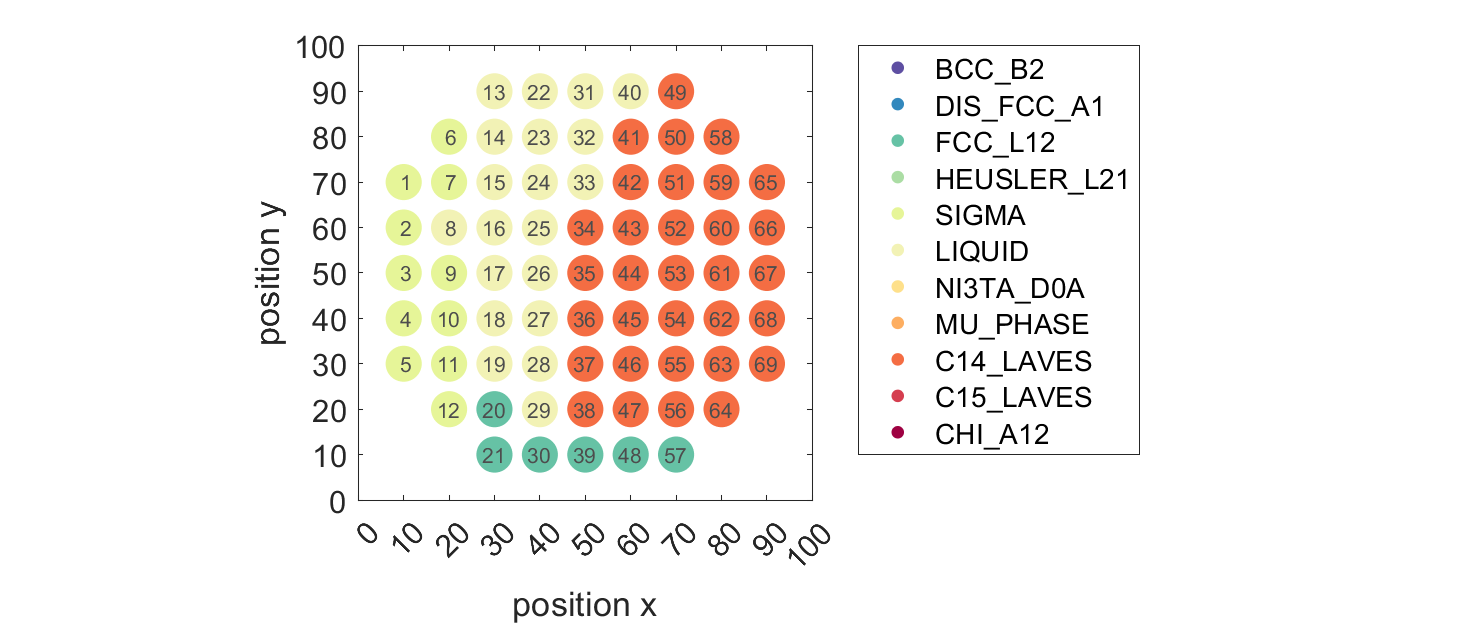 100
90
80
70
60
50
40
30
20
10
0
13 22 31 40 49
6 14 23 32 41 50 58
1 7 15 24 33 42 51 59 65
2 8 16 25 34 43 52 60 66
3 9 17 26 35 44 53 61 67
4 10 18 27 36 45 54 62 68
5 11 19 28 37 46 55 63 69
12 20 29 38 47 56 64
21 30 39 48 57
0 10 20 30 40 50 60 70 80 90 100
position x
position y
BCC_B2
DIS_FCC_A1
FCC_L12
HEUSLER_L21
SIGMA
LIQUID
NI3TA_D0A
MU_PHASE
C14_LAVES
C15_LAVES
CHI_A12